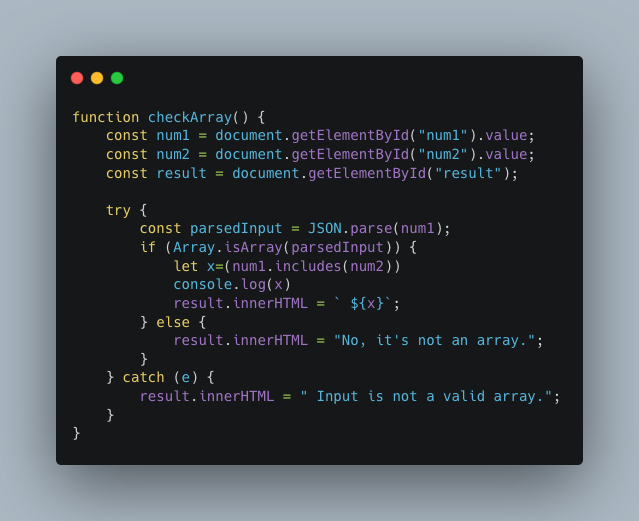 function checkArray() {
    const num1 = document.getElementById("num1").value;
    const num2 = document.getElementById("num2").value;
    const result = document.getElementById("result");

    try {
        const parsedInput = JSON.parse(num1);
        if (Array.isArray(parsedInput)) {
            let x=(num1.includes(num2))
            console.log(x)
            result.innerHTML = ` ${x}`;
        } else {
            result.innerHTML = "No, it's not an array.";
        }
    } catch (e) {
        result.innerHTML = " Input is not a valid array.";
    }
}